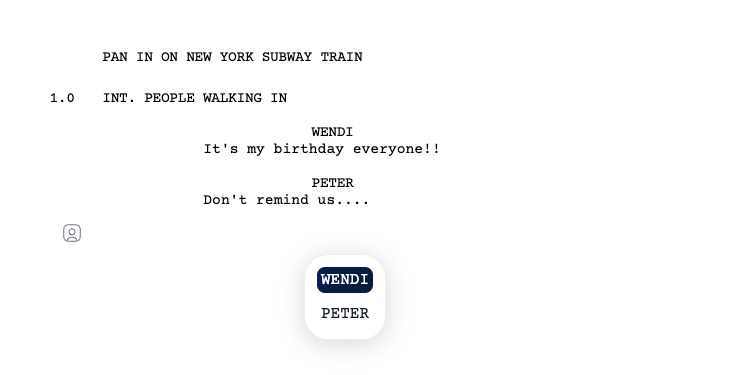 PAN IN ON NEW YORK SUBWAY TRAIN
1.0 INT. PEOPLE WALKING IN
WENDI
It's my birthday everyone!!
PETER
Don't remind us....
WENDI
PETER